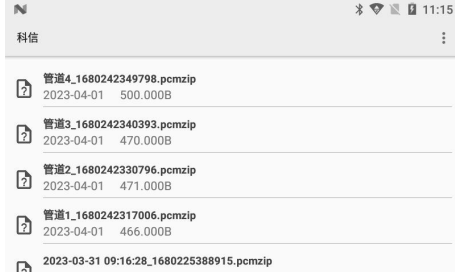 11:15
科信
管道4_1680242349798.pcmzip
2023-04-01 500.000B
管道3_1680242340393.pcmzip
2023-04-01 470.000B
管道2_1680242330796.pcmzip
2023-04-01 471.000B
管道1_1680242317006.pcmzip
2023-04-01 466.000B
2023-03-31 09:16:28_1680225388915.pcmzip